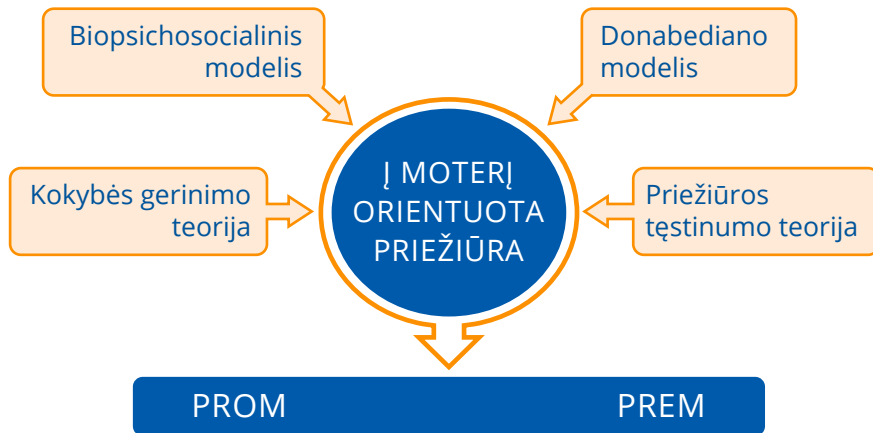 Biopsichosocialinis
modelis
Donabediano
modelis
Kokybės gerinimo
teorija
Į MOTERĮ
ORIENTUOTA
PRIEŽIŪRA
Priežiūros
tęstinumo teorija
PROM
PREM